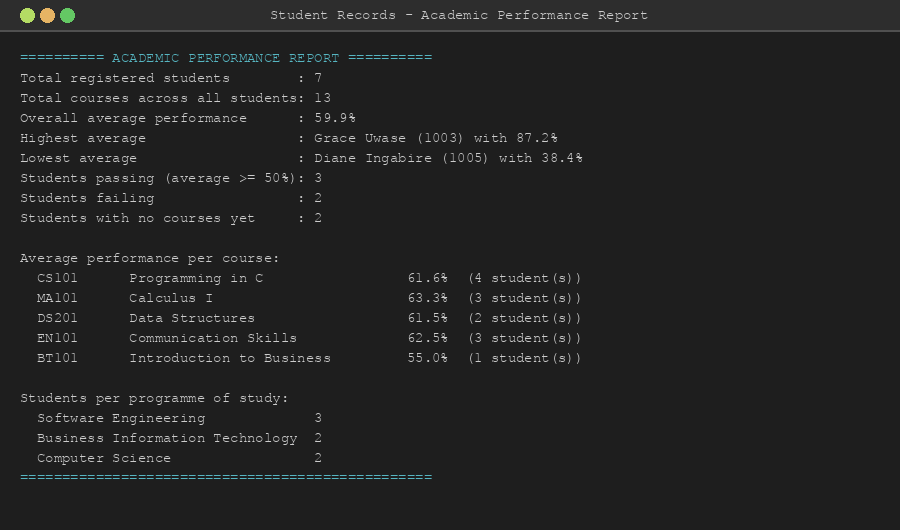 Student Records - Academic Performance Report
========== ACADEMIC PERFORMANCE REPORT ==========
Total registered students        : 7
Total courses across all students: 13
Overall average performance      : 59.9%
Highest average                  : Grace Uwase (1003) with 87.2%
Lowest average                   : Diane Ingabire (1005) with 38.4%
Students passing (average >= 50%): 3
Students failing                 : 2
Students with no courses yet     : 2

Average performance per course:
  CS101      Programming in C                 61.6%  (4 student(s))
  MA101      Calculus I                       63.3%  (3 student(s))
  DS201      Data Structures                  61.5%  (2 student(s))
  EN101      Communication Skills             62.5%  (3 student(s))
  BT101      Introduction to Business         55.0%  (1 student(s))

Students per programme of study:
  Software Engineering             3
  Business Information Technology  2
  Computer Science                 2
=================================================